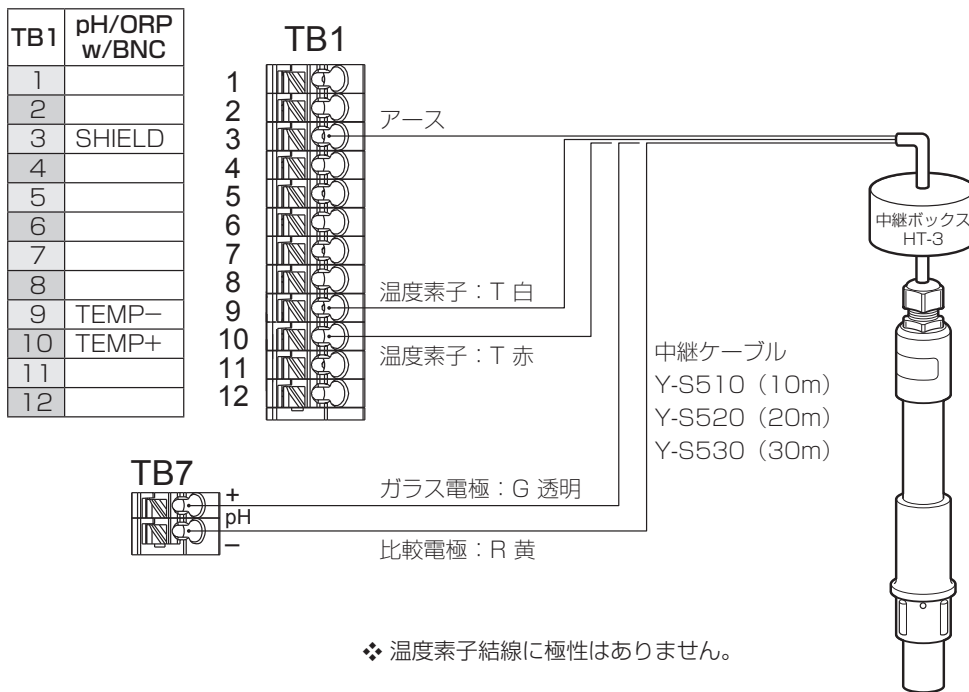 TB1 pH/ORP w/BNC
1
2
3 SHIELD
4
5
6
7
8
9 TEMP−
10 TEMP+
11
12
TB1
1
2
3
4
5
6
7
8
9
10
11
12
アース
温度素子：T 白
温度素子：T 赤
中継ボックス
HT-3
中継ケーブル
Y-S510（10m）
Y-S520（20m）
Y-S530（30m）
TB7
+
pH
−
ガラス電極：G 透明
比較電極：R 黄
❖ 温度素子結線に極性はありません。